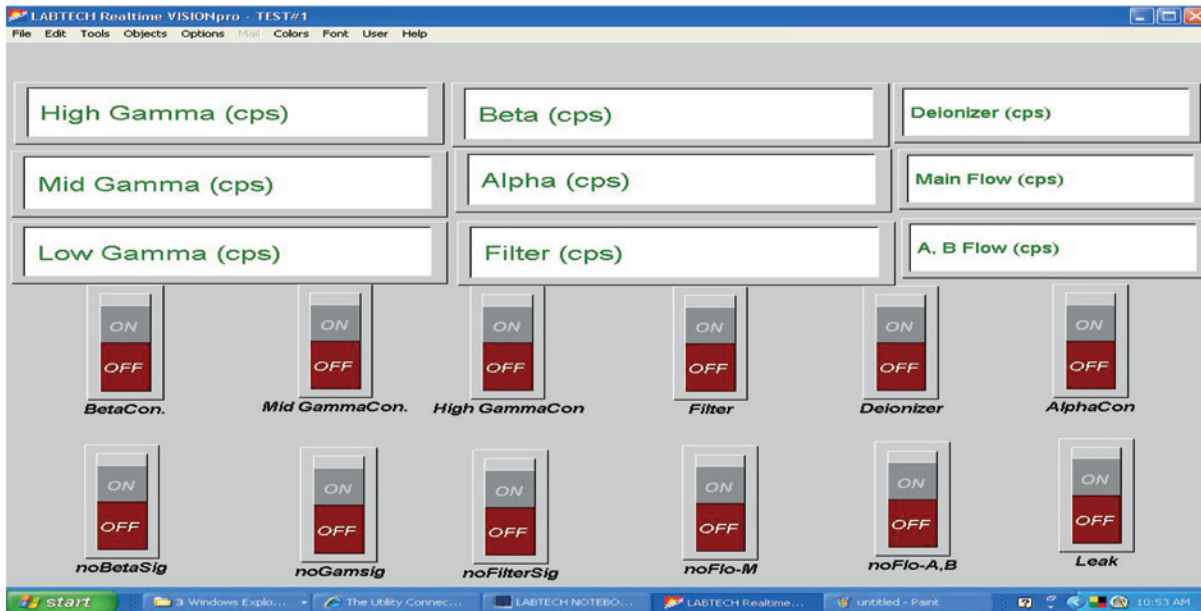 LABTECH Realtime VISIONpro - TEST#1
File Edit Tools Objects Options Mail Colors Font User Help
High Gamma (cps) Beta (cps) Deionizer (cps)
Mid Gamma (cps) Alpha (cps) Main Flow (cps)
Low Gamma (cps) Filter (cps) A, B Flow (cps)
ON ON ON ON ON ON
OFF OFF OFF OFF OFF OFF
BetaCon. Mid GammaCon. High GammaCon Filter Deionizer AlphaCon
ON ON ON ON ON ON
OFF OFF OFF OFF OFF OFF
noBetaSig noGamsig noFilterSig noFlo-M noFlo-A,B Leak
start 3 Windows Explo... The Utility Connec... LABTECH NOTEBO... LABTECH Realtime... untitled - Paint 10:53 AM